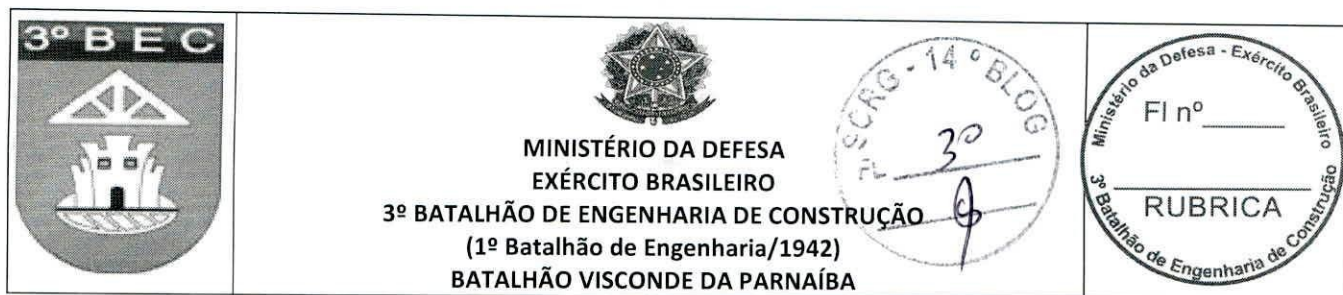 3º B E C
MINISTÉRIO DA DEFESA
EXÉRCITO BRASILEIRO
3º BATALHÃO DE ENGENHARIA DE CONSTRUÇÃO
(1º Batalhão de Engenharia/1942)
BATALHÃO VISCONDE DA PARNAÍBA
SCRG - 14º BLOG
FL 30
Ministério da Defesa - Exército Brasileiro
Fl nº______
RUBRICA
3º Batalhão de Engenharia de Construção